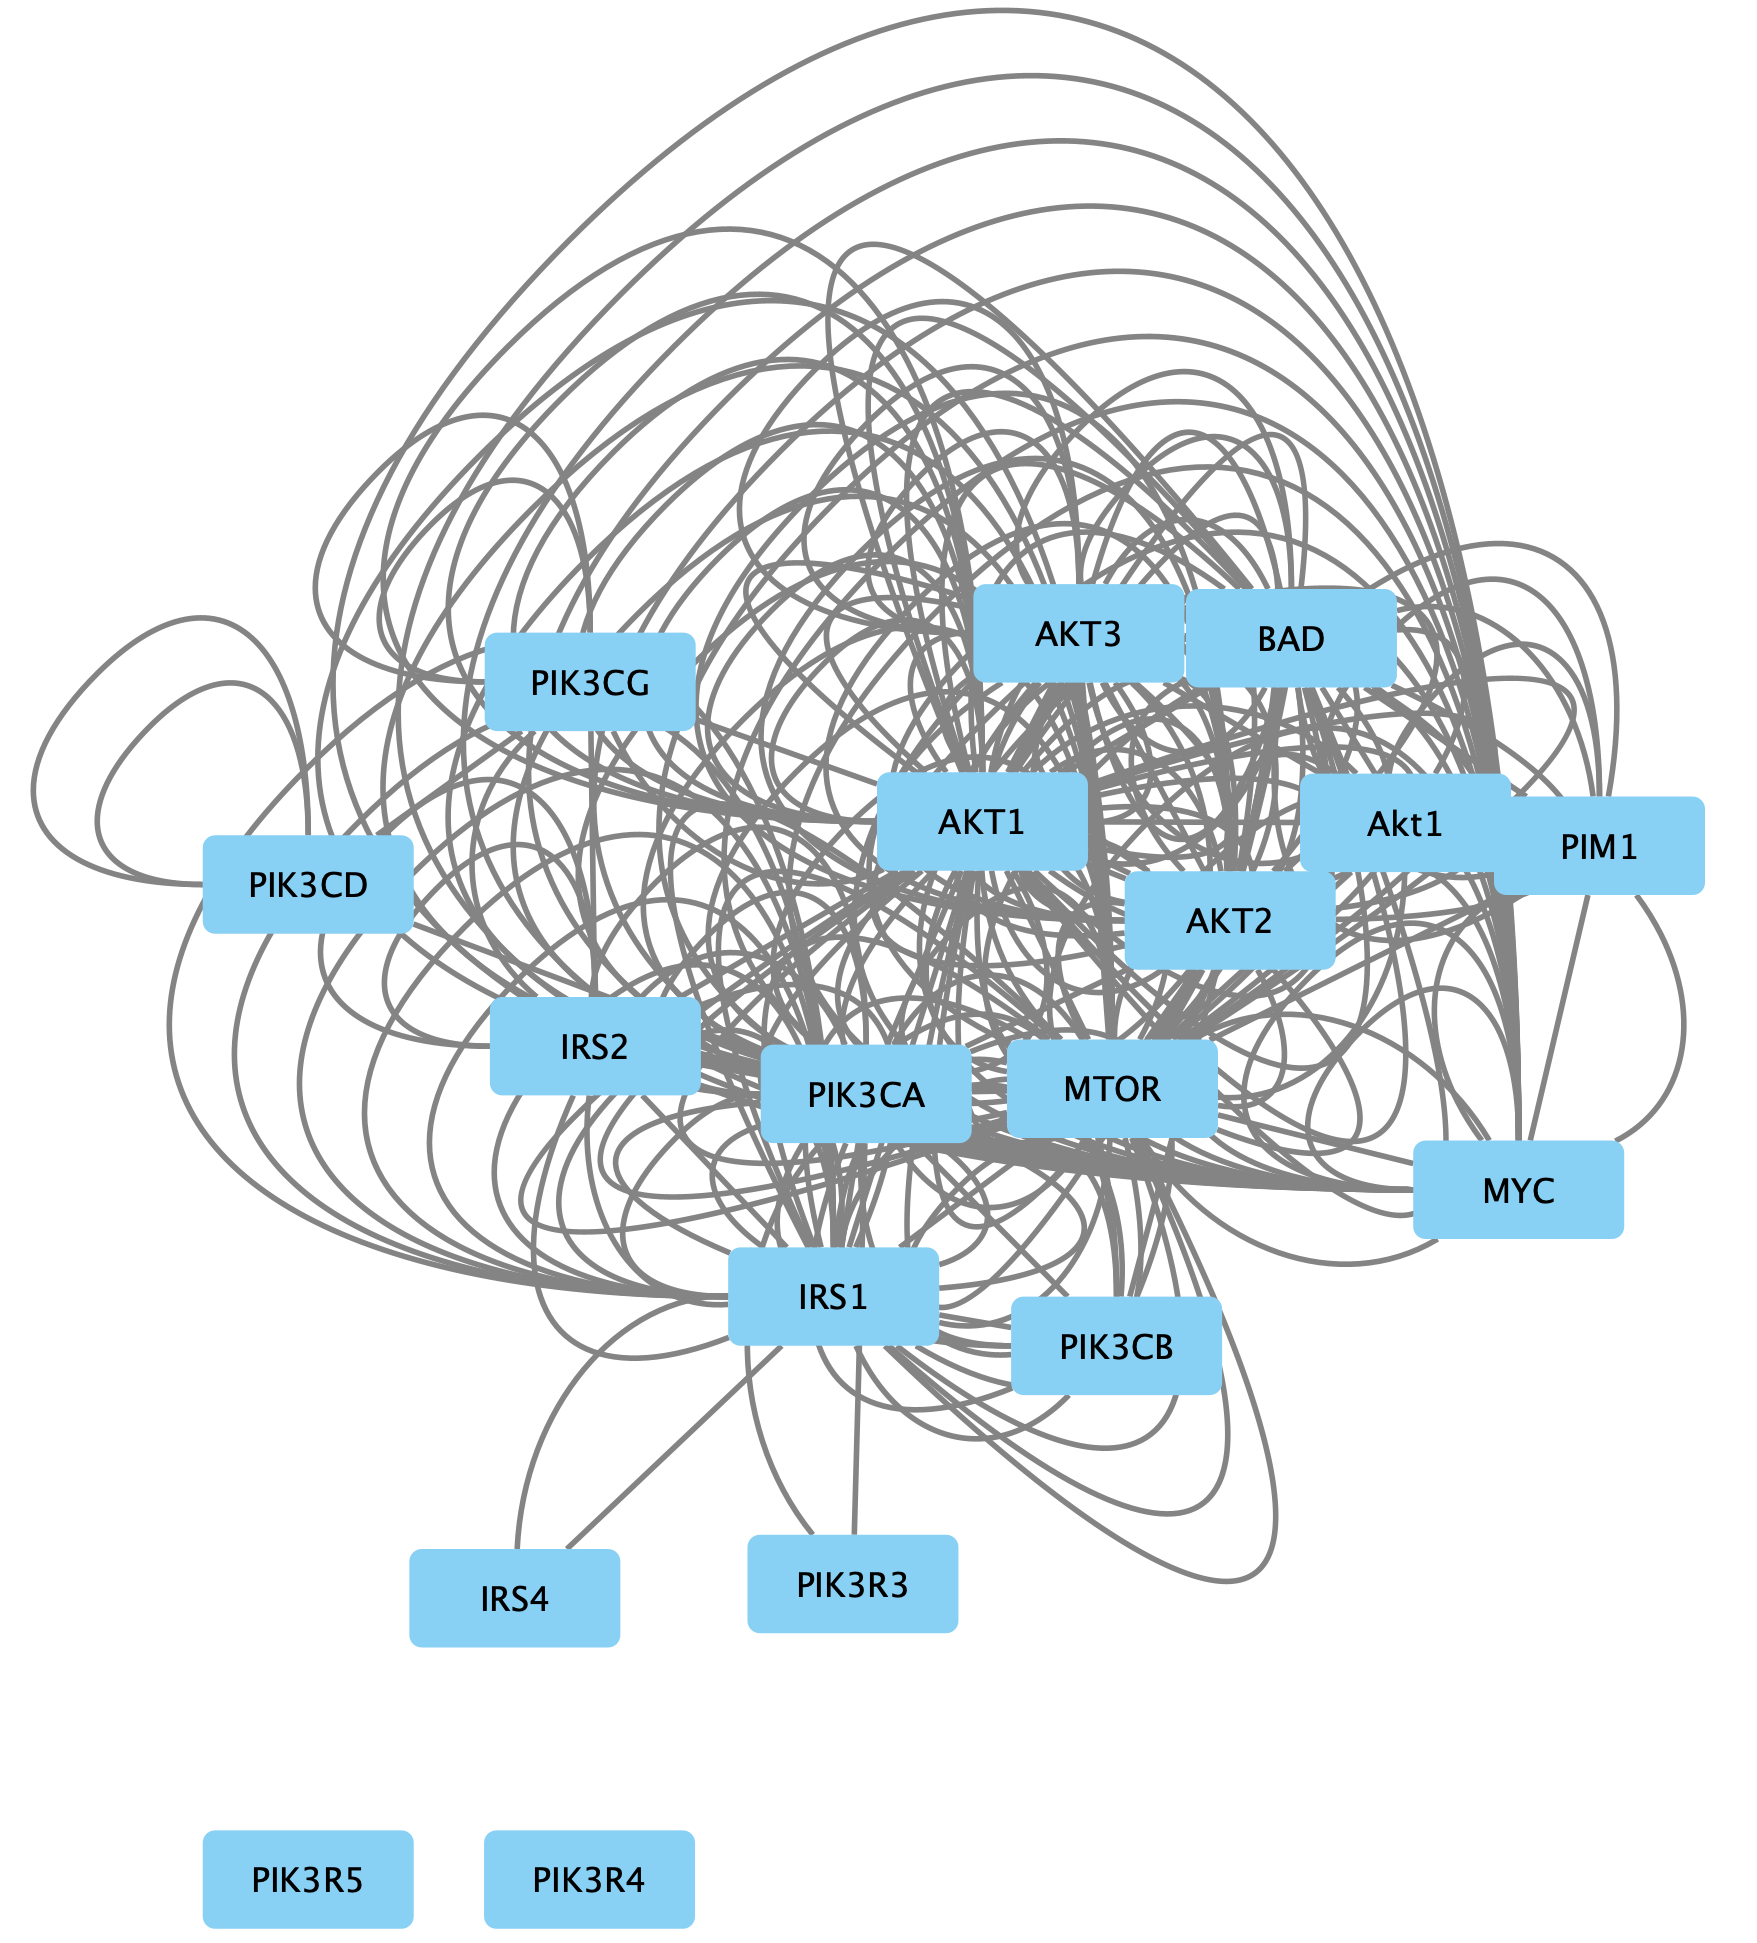 AKT3
BAD
PIK3CG
AKT1
Akt1
PIM1
PIK3CD
AKT2
IRS2
PIK3CA
MTOR
MYC
IRS1
PIK3CB
IRS4
PIK3R3
PIK3R5
PIK3R4